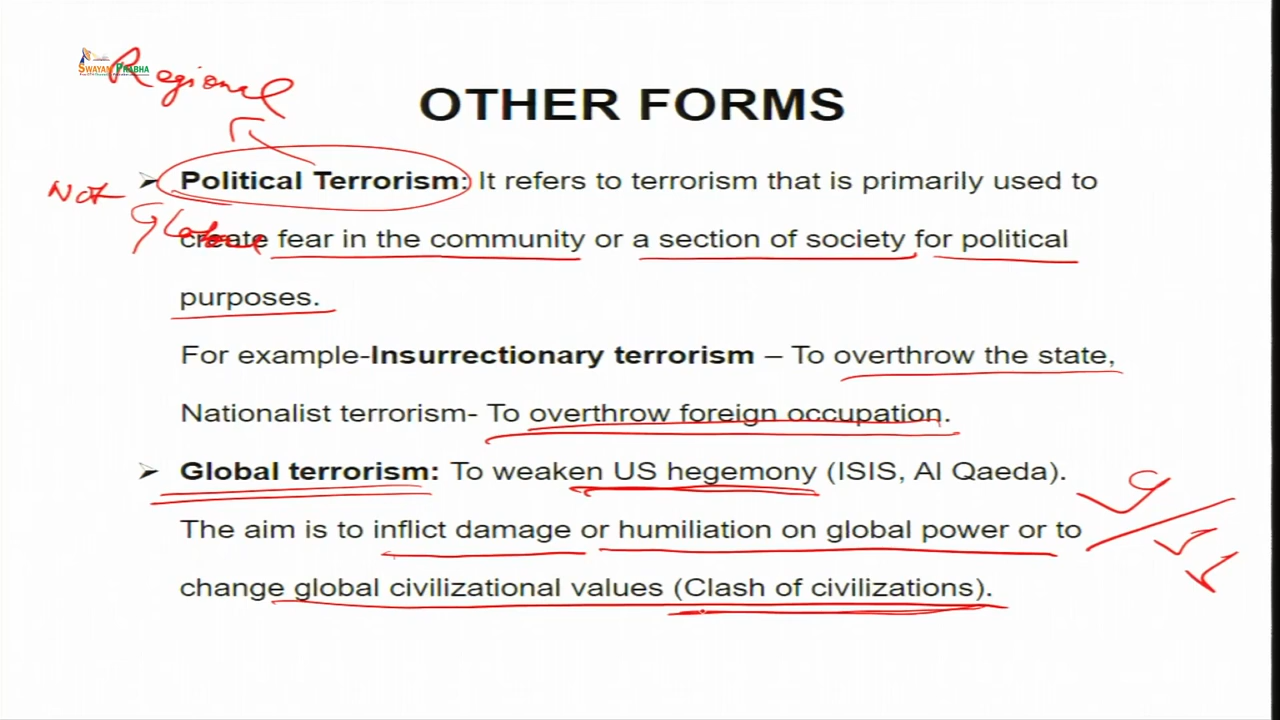 SWAYAM PRABHA
Regional
OTHER FORMS
➤ Political Terrorism: It refers to terrorism that is primarily used to
Not
Global
create fear in the community or a section of society for political
purposes.
For example-Insurrectionary terrorism – To overthrow the state,
Nationalist terrorism- To overthrow foreign occupation.
➤ Global terrorism: To weaken US hegemony (ISIS, Al Qaeda).
The aim is to inflict damage or humiliation on global power or to
change global civilizational values (Clash of civilizations).